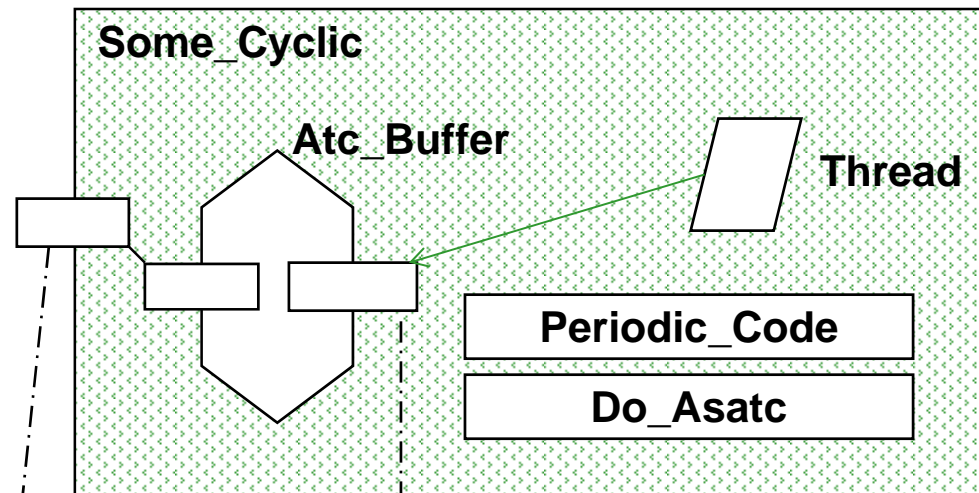 Some_Cyclic
Atc_Buffer
Thread
Periodic_Code
Do_Asatc